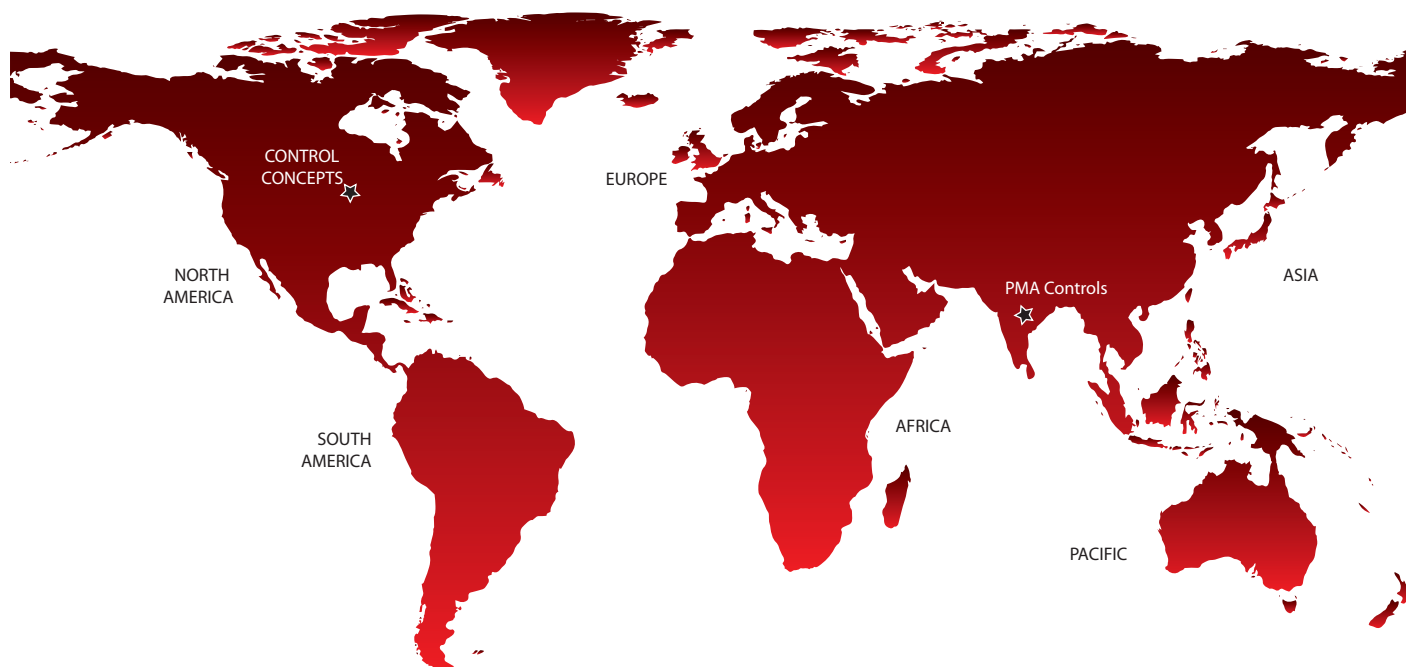 CONTROL
CONCEPTS
EUROPE
NORTH
AMERICA
PMA Controls
ASIA
SOUTH
AMERICA
AFRICA
PACIFIC